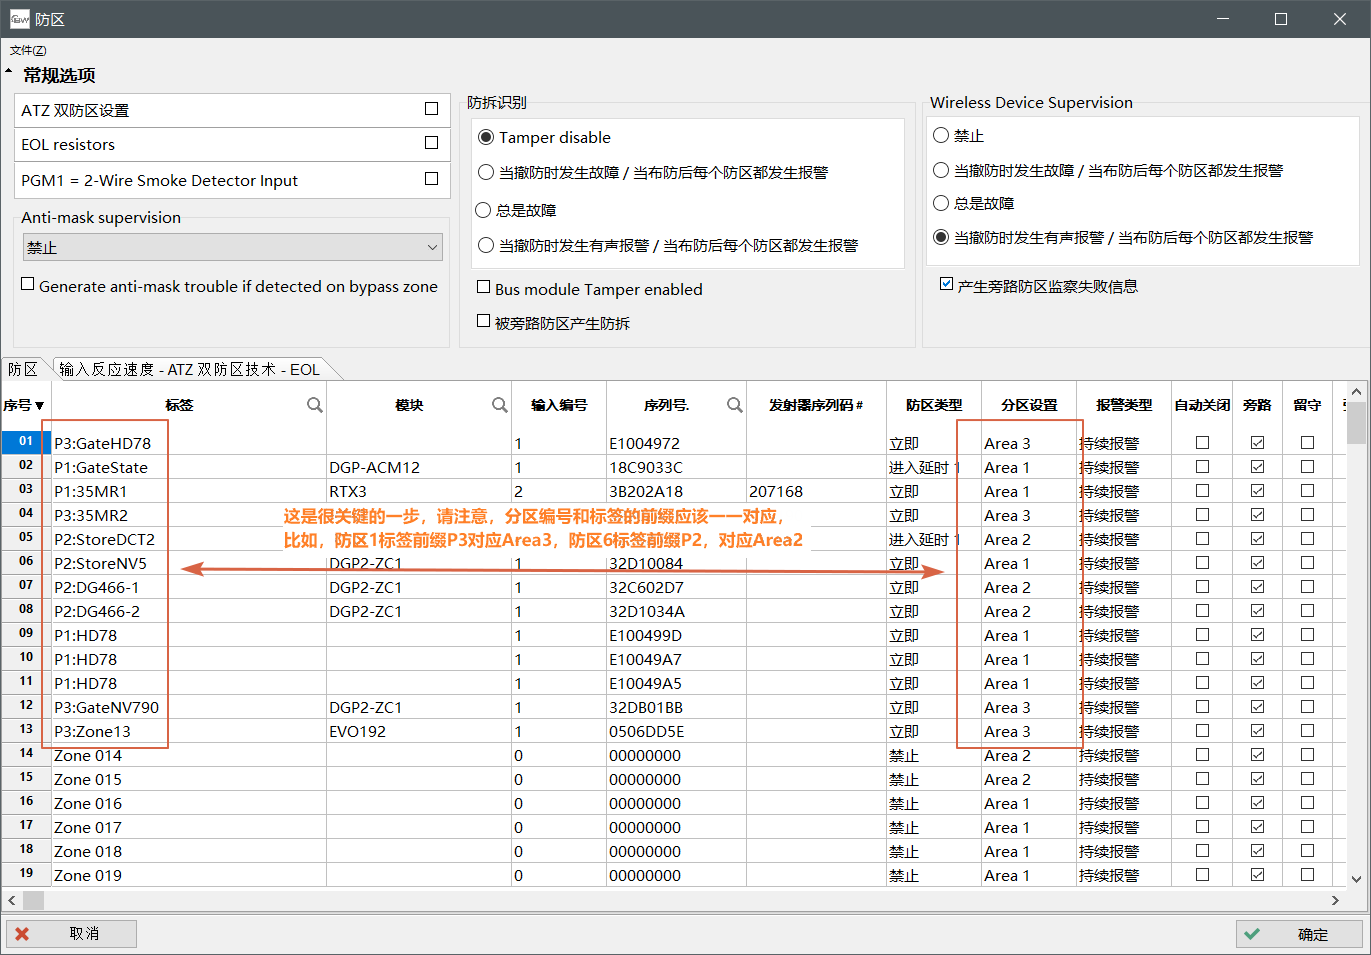 防区
文件(Z)
常规选项
ATZ 双防区设置
EOL resistors
PGM1 = 2-Wire Smoke Detector Input
Anti-mask supervision
禁止
Generate anti-mask trouble if detected on bypass zone
防拆识别
Tamper disable
当撤防时发生故障 / 当布防后每个防区都发生报警
总是故障
当撤防时发生有声报警 / 当布防后每个防区都发生报警
Bus module Tamper enabled
被旁路防区产生防拆
Wireless Device Supervision
禁止
当撤防时发生故障 / 当布防后每个防区都发生报警
总是故障
当撤防时发生有声报警 / 当布防后每个防区都发生报警
产生旁路防区监察失败信息
防区 输入反应速度 - ATZ 双防区技术 - EOL
序号 标签 模块 输入编号 序列号. 发射器序列码 # 防区类型 分区设置 报警类型 自动关闭 旁路 留守
01 P3:GateHD78 1 E1004972 立即 Area 3 持续报警
02 P1:GateState DGP-ACM12 1 18C9033C 进入延时 1 Area 1 持续报警
03 P1:35MR1 RTX3 2 3B202A18 207168 立即 Area 1 持续报警
04 P3:35MR2 立即 Area 3 持续报警
这是很关键的一步，请注意，分区编号和标签的前缀应该一一对应，
05 P2:StoreDCT2 进入延时 1 Area 2 持续报警
比如，防区1标签前缀P3对应Area3，防区6标签前缀P2，对应Area2
06 P2:StoreNV5 DGP2-ZC1 1 32D10084 立即 Area 1 持续报警
07 P2:DG466-1 DGP2-ZC1 1 32C602D7 立即 Area 2 持续报警
08 P2:DG466-2 DGP2-ZC1 1 32D1034A 立即 Area 2 持续报警
09 P1:HD78 1 E100499D 立即 Area 1 持续报警
10 P1:HD78 1 E10049A7 立即 Area 1 持续报警
11 P1:HD78 1 E10049A5 立即 Area 1 持续报警
12 P3:GateNV790 DGP2-ZC1 1 32DB01BB 立即 Area 3 持续报警
13 P3:Zone13 EVO192 1 0506DD5E 立即 Area 3 持续报警
14 Zone 014 0 00000000 禁止 Area 2 持续报警
15 Zone 015 0 00000000 禁止 Area 2 持续报警
16 Zone 016 0 00000000 禁止 Area 1 持续报警
17 Zone 017 0 00000000 禁止 Area 1 持续报警
18 Zone 018 0 00000000 禁止 Area 1 持续报警
19 Zone 019 0 00000000 禁止 Area 1 持续报警
取消
确定